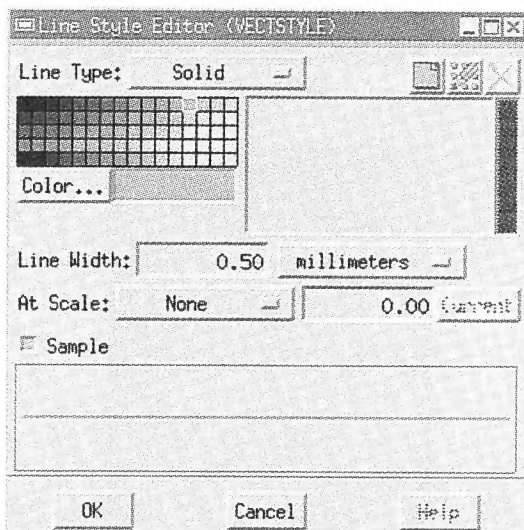 Line Style Editor (VECTSTYLE)
Line Type: Solid
Color...
Line Width: 0.50 millimeters
At Scale: None 0.00 Current
Sample
OK Cancel Help